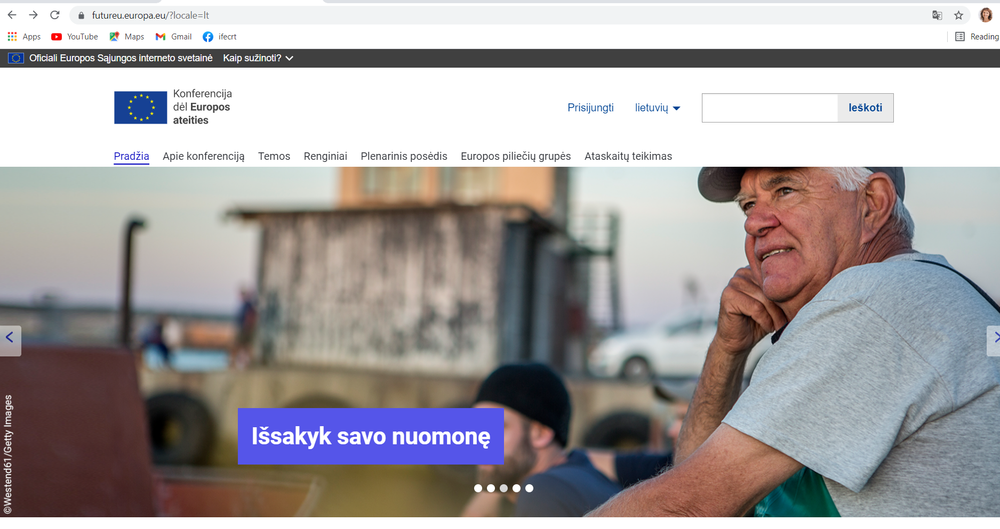 futureu.europa.eu/?locale=lt
Apps YouTube Maps Gmail ifecrt Reading
Oficiali Europos Sąjungos interneto svetainė Kaip sužinoti?
Konferencija
dėl Europos
ateities
Prisijungti lietuvių Ieškoti
Pradžia Apie konferenciją Temos Renginiai Plenarinis posėdis Europos piliečių grupės Ataskaitų teikimas
Išsakyk savo nuomonę
©Westend61/Getty Images